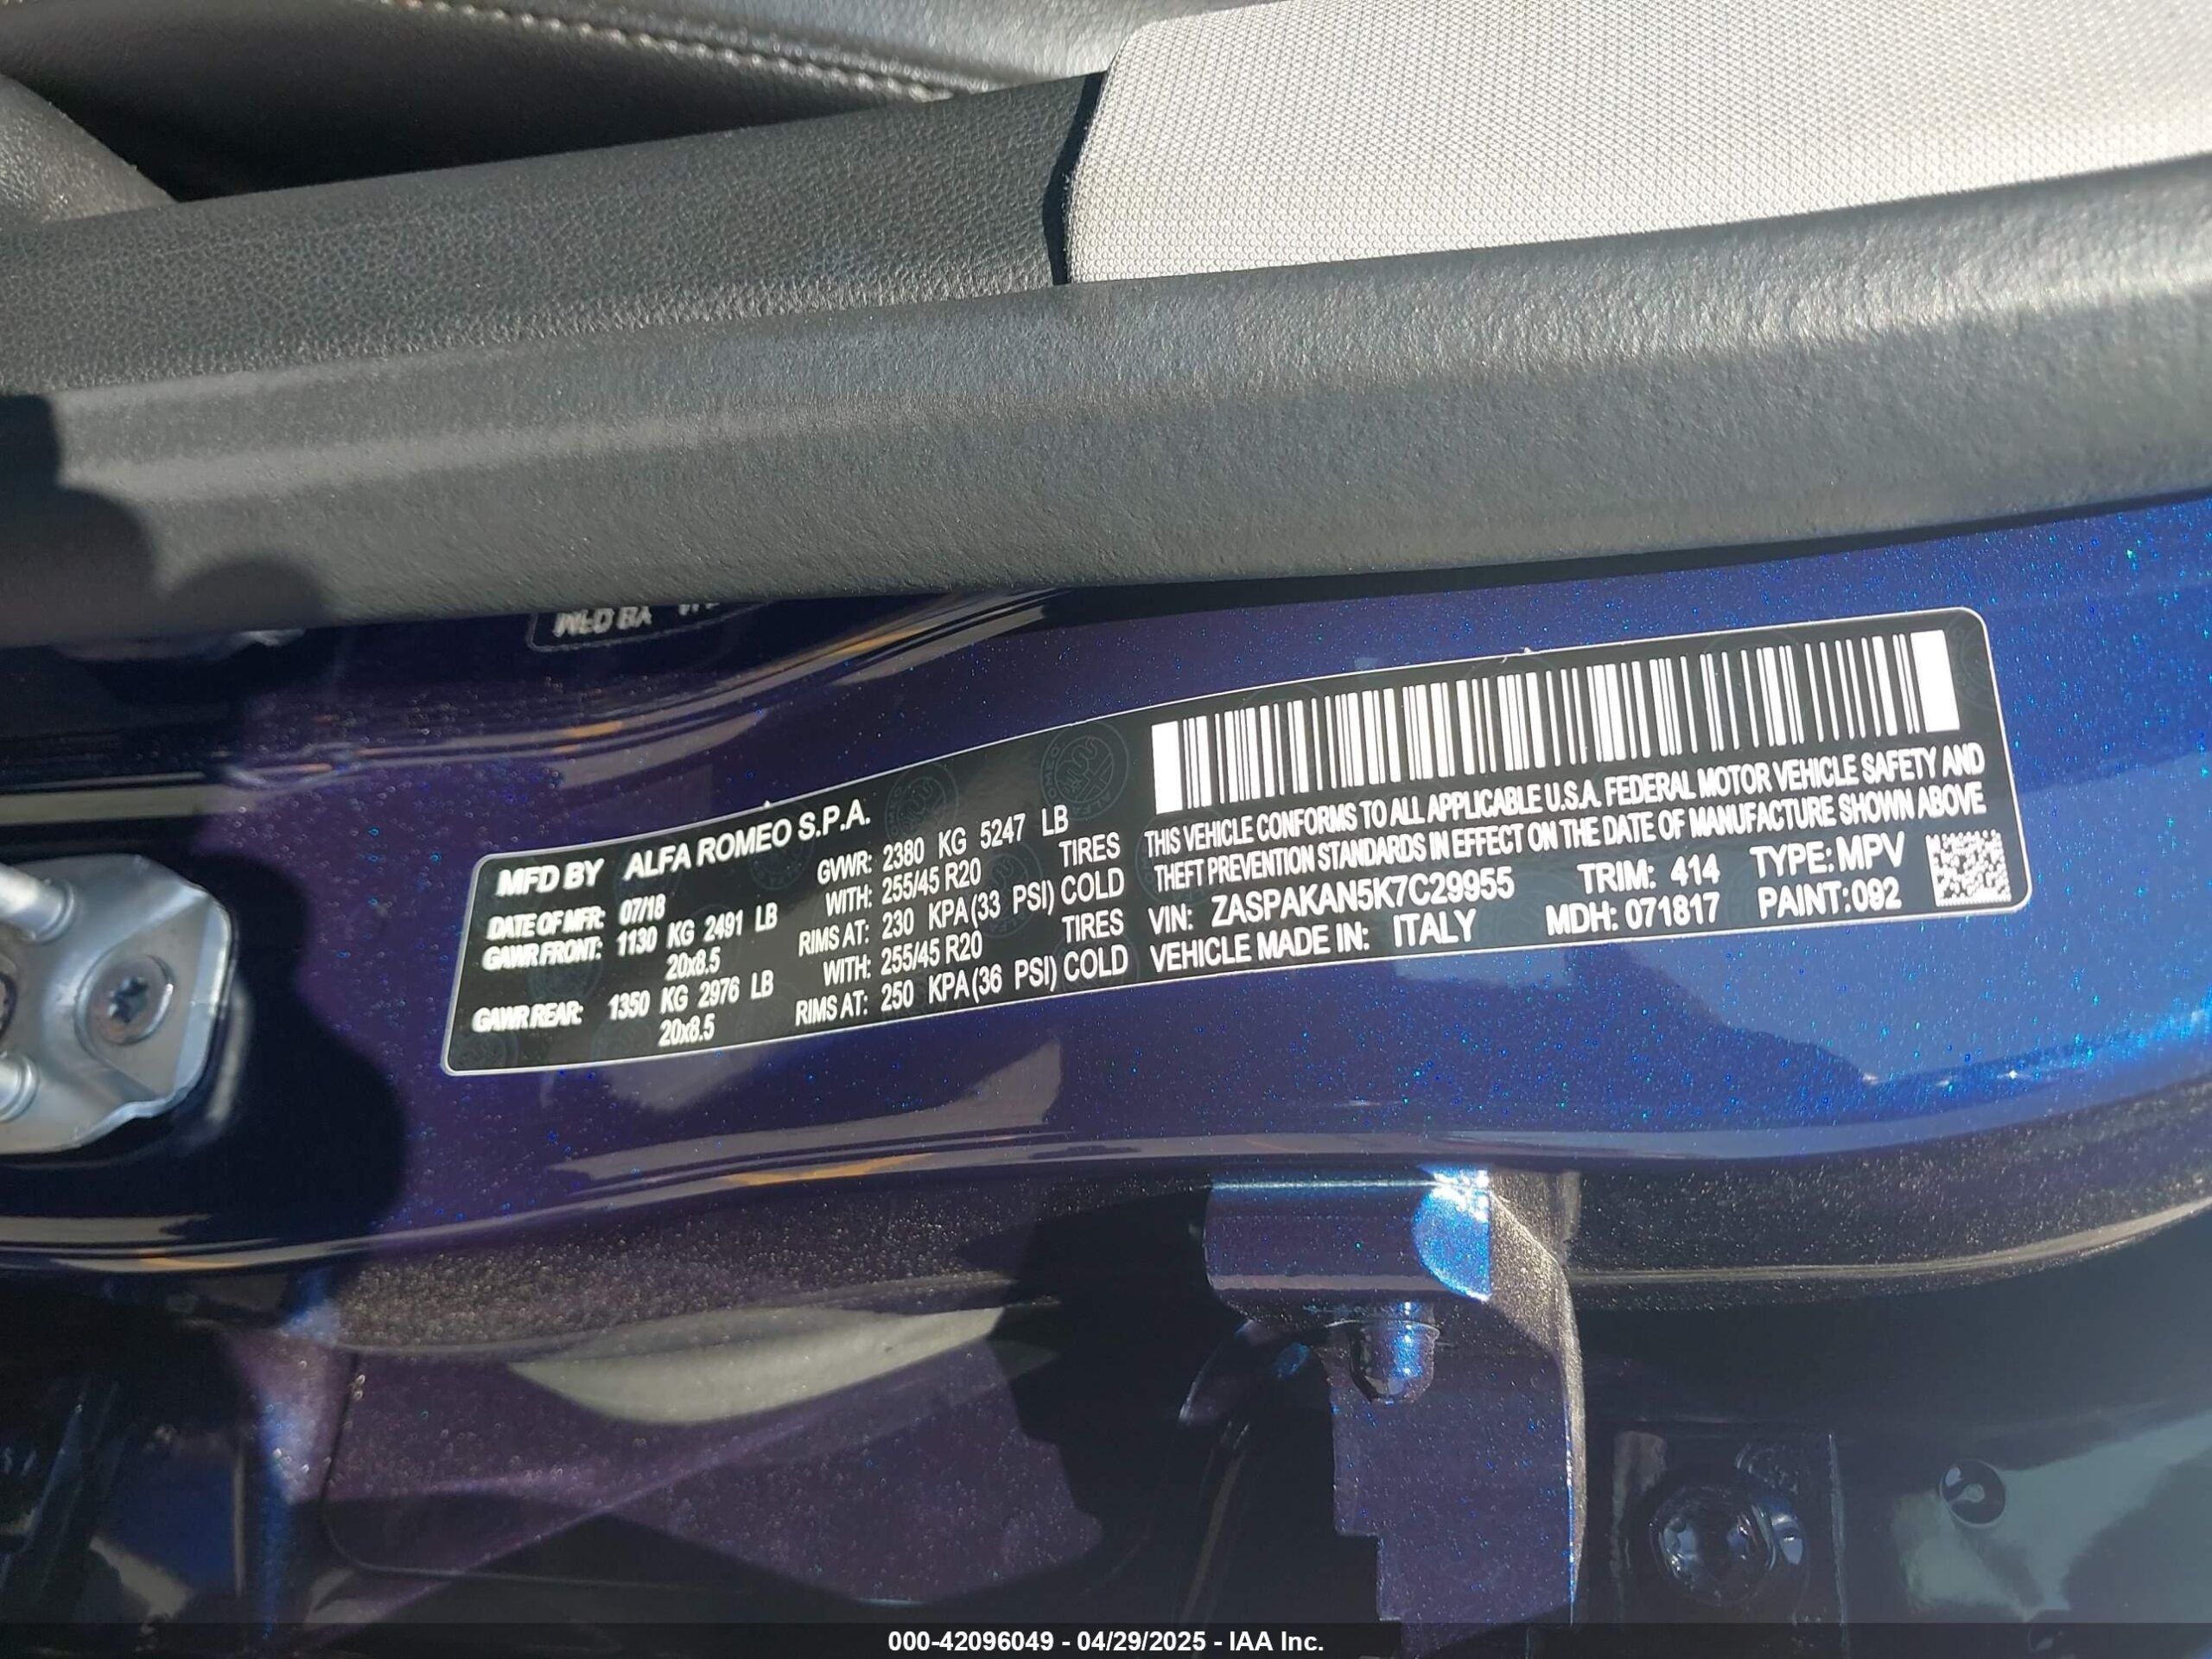 MFD BY
MFD BY ALFA ROMEO S.P.A.
DATE OF MFR: 07/18 GVWR: 2380 KG 5247 LB
GAWR FRONT: 1130 KG 2491 LB WITH: 255/45 R20 TIRES
20x8.5 RIMS AT: 230 KPA (33 PSI) COLD
GAWR REAR: 1350 KG 2976 LB WITH: 255/45 R20 TIRES
20x8.5 RIMS AT: 250 KPA (36 PSI) COLD
THIS VEHICLE CONFORMS TO ALL APPLICABLE U.S.A. FEDERAL MOTOR VEHICLE SAFETY AND
THEFT PREVENTION STANDARDS IN EFFECT ON THE DATE OF MANUFACTURE SHOWN ABOVE
VIN: ZASPAKAN5K7C29955 TRIM: 414 TYPE: MPV
VEHICLE MADE IN: ITALY MDH: 071817 PAINT: 092
000-42096049 - 04/29/2025 - IAA Inc.